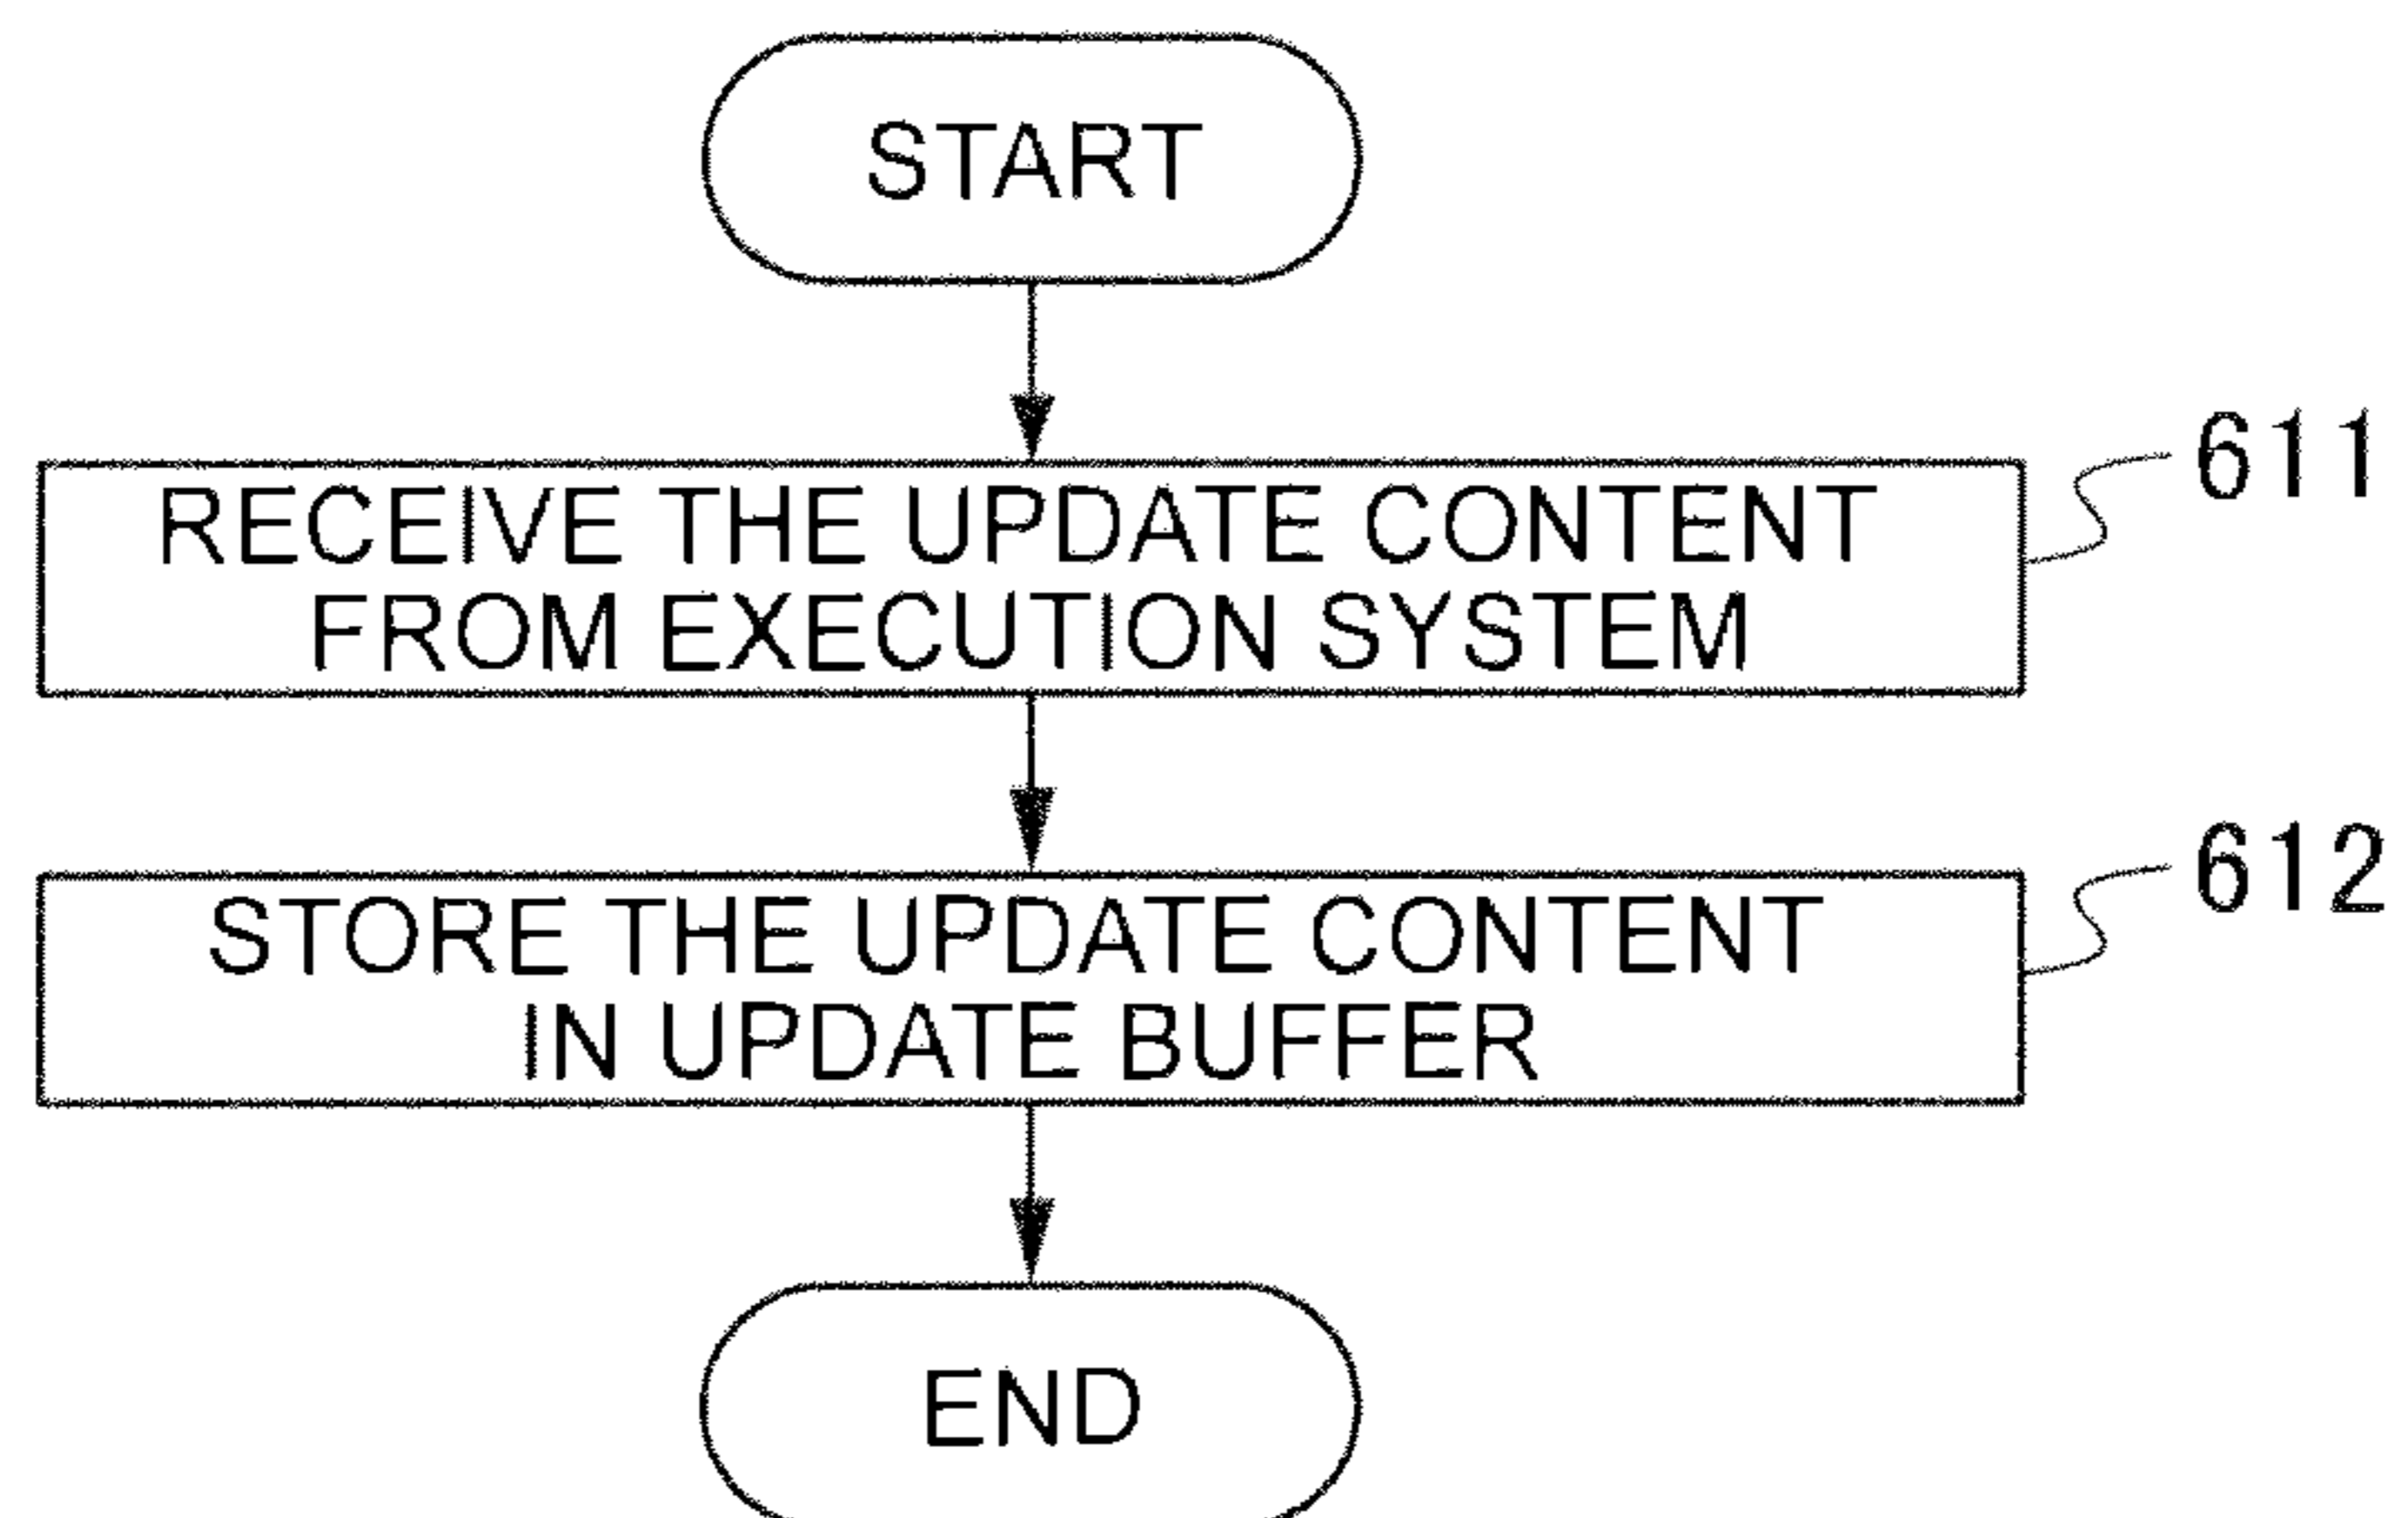 START
RECEIVE THE UPDATE CONTENT
FROM EXECUTION SYSTEM
611
STORE THE UPDATE CONTENT
IN UPDATE BUFFER
612
END